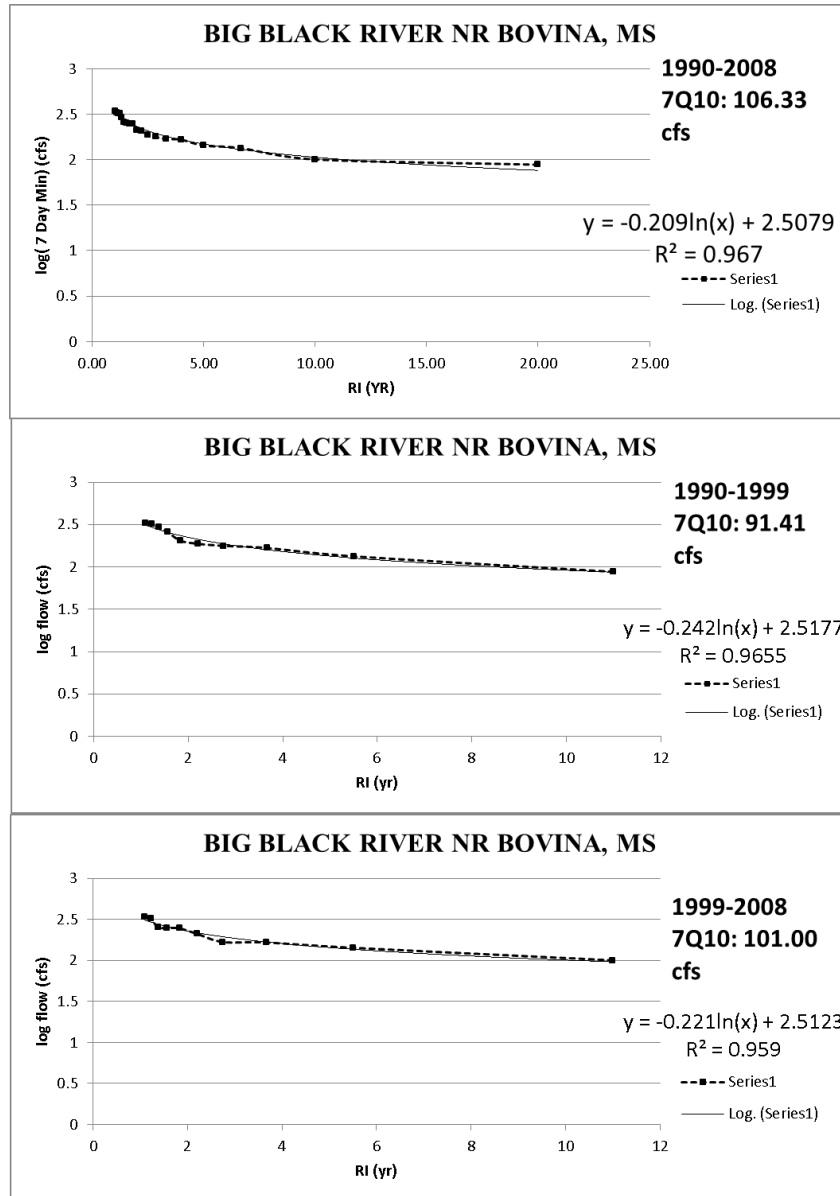 BIG BLACK RIVER NR BOVINA, MS
1990-2008
7Q10: 106.33
cfs
3
2.5
2
1.5
1
0.5
0
log( 7 Day Min) (cfs)
y = -0.209ln(x) + 2.5079
R² = 0.967
Series1
Log. (Series1)
0.00 5.00 10.00 15.00 20.00 25.00
RI (YR)
BIG BLACK RIVER NR BOVINA, MS
1990-1999
7Q10: 91.41
cfs
3
2.5
2
1.5
1
0.5
0
log flow (cfs)
y = -0.242ln(x) + 2.5177
R² = 0.9655
Series1
Log. (Series1)
0 2 4 6 8 10 12
RI (yr)
BIG BLACK RIVER NR BOVINA, MS
1999-2008
7Q10: 101.00
cfs
3
2.5
2
1.5
1
0.5
0
log flow (cfs)
y = -0.221ln(x) + 2.5123
R² = 0.959
Series1
Log. (Series1)
0 2 4 6 8 10 12
RI (yr)